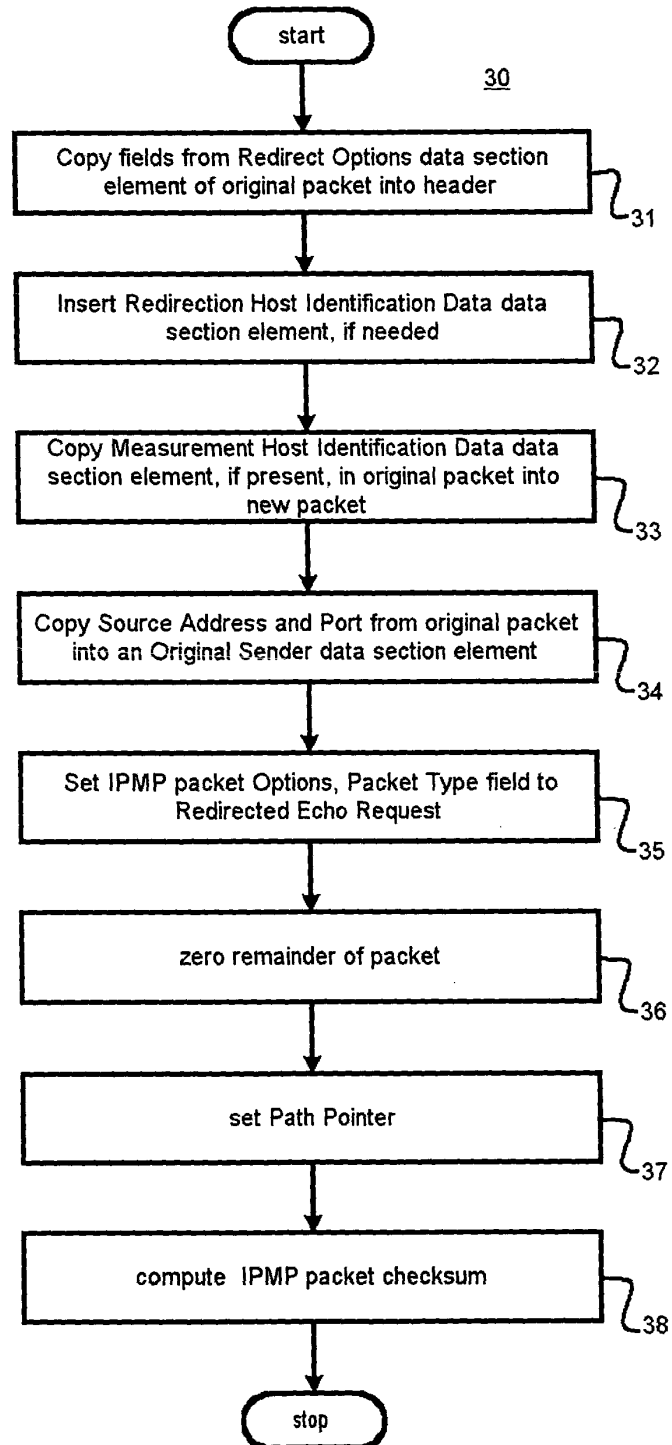 start
30
Copy fields from Redirect Options data section
element of original packet into header
31
Insert Redirection Host Identification Data data
section element, if needed
32
Copy Measurement Host Identification Data data
section element, if present, in original packet into
new packet
33
Copy Source Address and Port from original packet
into an Original Sender data section element
34
Set IPMP packet Options, Packet Type field to
Redirected Echo Request
35
zero remainder of packet
36
set Path Pointer
37
compute IPMP packet checksum
38
stop